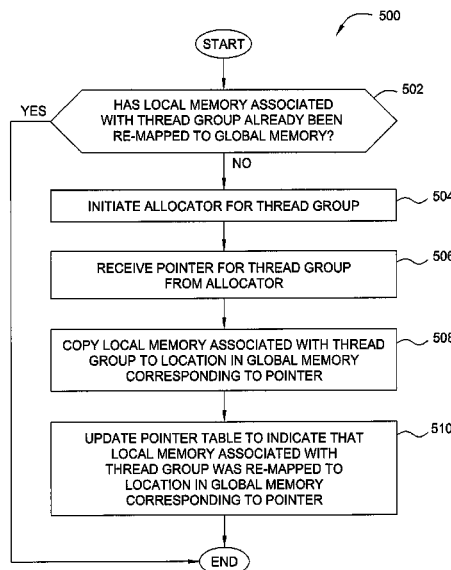 500
START
502
HAS LOCAL MEMORY ASSOCIATED
WITH THREAD GROUP ALREADY BEEN
RE-MAPPED TO GLOBAL MEMORY?
YES
NO
504
INITIATE ALLOCATOR FOR THREAD GROUP
506
RECEIVE POINTER FOR THREAD GROUP
FROM ALLOCATOR
508
COPY LOCAL MEMORY ASSOCIATED WITH THREAD
GROUP TO LOCATION IN GLOBAL MEMORY
CORRESPONDING TO POINTER
510
UPDATE POINTER TABLE TO INDICATE THAT
LOCAL MEMORY ASSOCIATED WITH
THREAD GROUP WAS RE-MAPPED TO
LOCATION IN GLOBAL MEMORY
CORRESPONDING TO POINTER
END